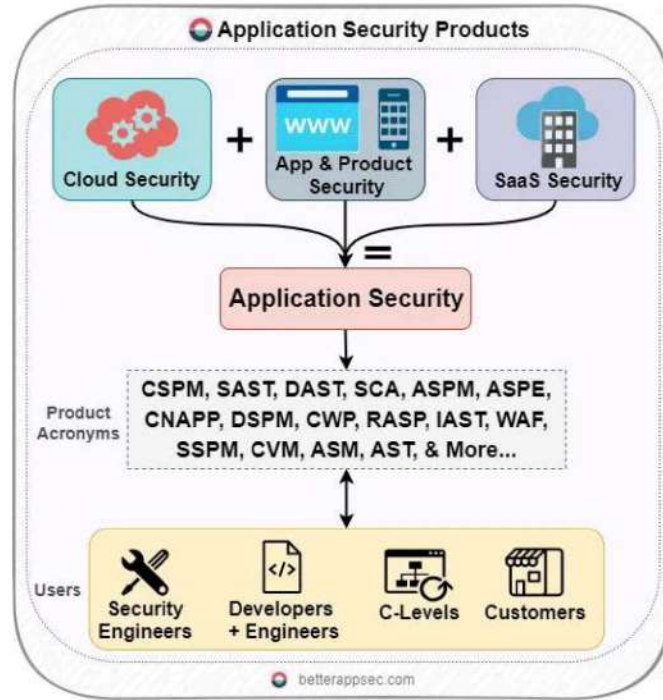 Application Security Products
Cloud Security
+
WWW
App & Product
Security
+
SaaS Security
=
Application Security
Product
Acronyms
CSPM, SAST, DAST, SCA, ASPM, ASPE,
CNAPP, DSPM, CWP, RASP, IAST, WAF,
SSPM, CVM, ASM, AST, & More...
Users
Security
Engineers
</>
Developers
+ Engineers
C-Levels
Customers
betterappsec.com